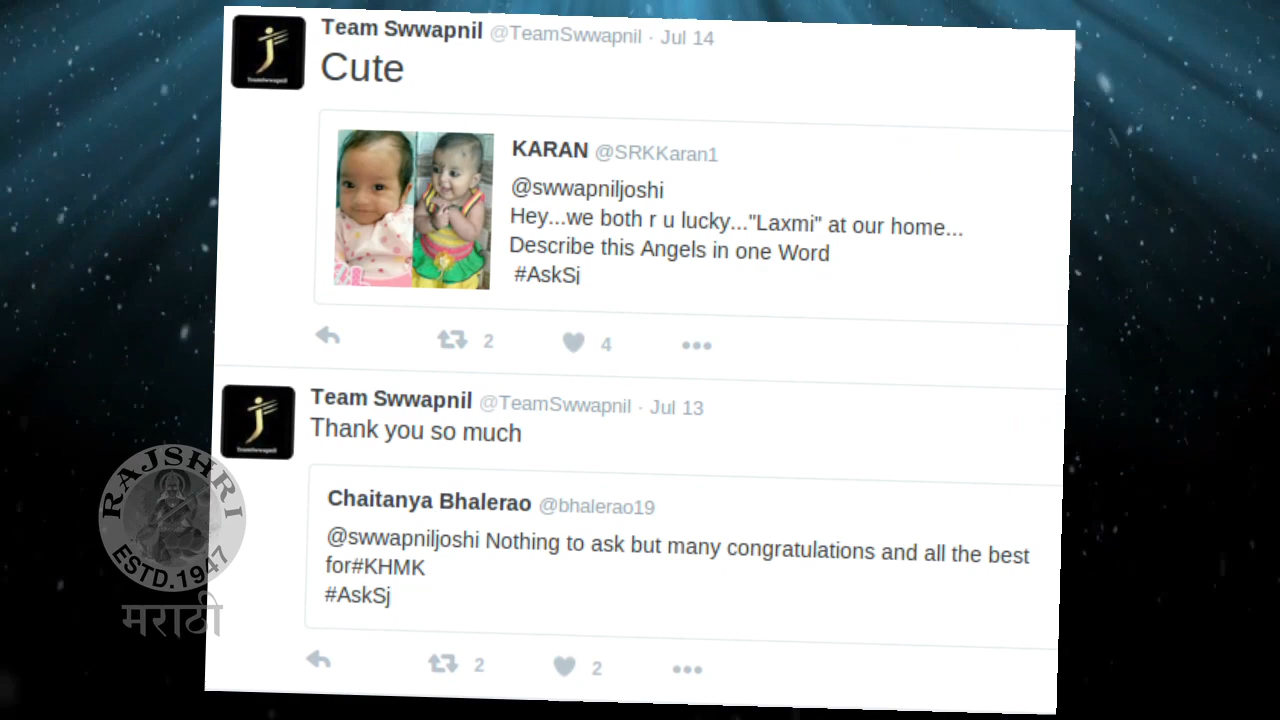 Team Swwapnil @TeamSwwapnil · Jul 14
Cute
KARAN @SRKKaran1
@swwapniljoshi
Hey...we both r u lucky..."Laxmi" at our home...
Describe this Angels in one Word
#AskSj
2 4
Team Swwapnil @TeamSwwapnil · Jul 13
Thank you so much
Chaitanya Bhalerao @bhalerao19
@swwapniljoshi Nothing to ask but many congratulations and all the best
for#KHMK
#AskSj
2 2
RAJSHRI
ESTD.1947
मराठी